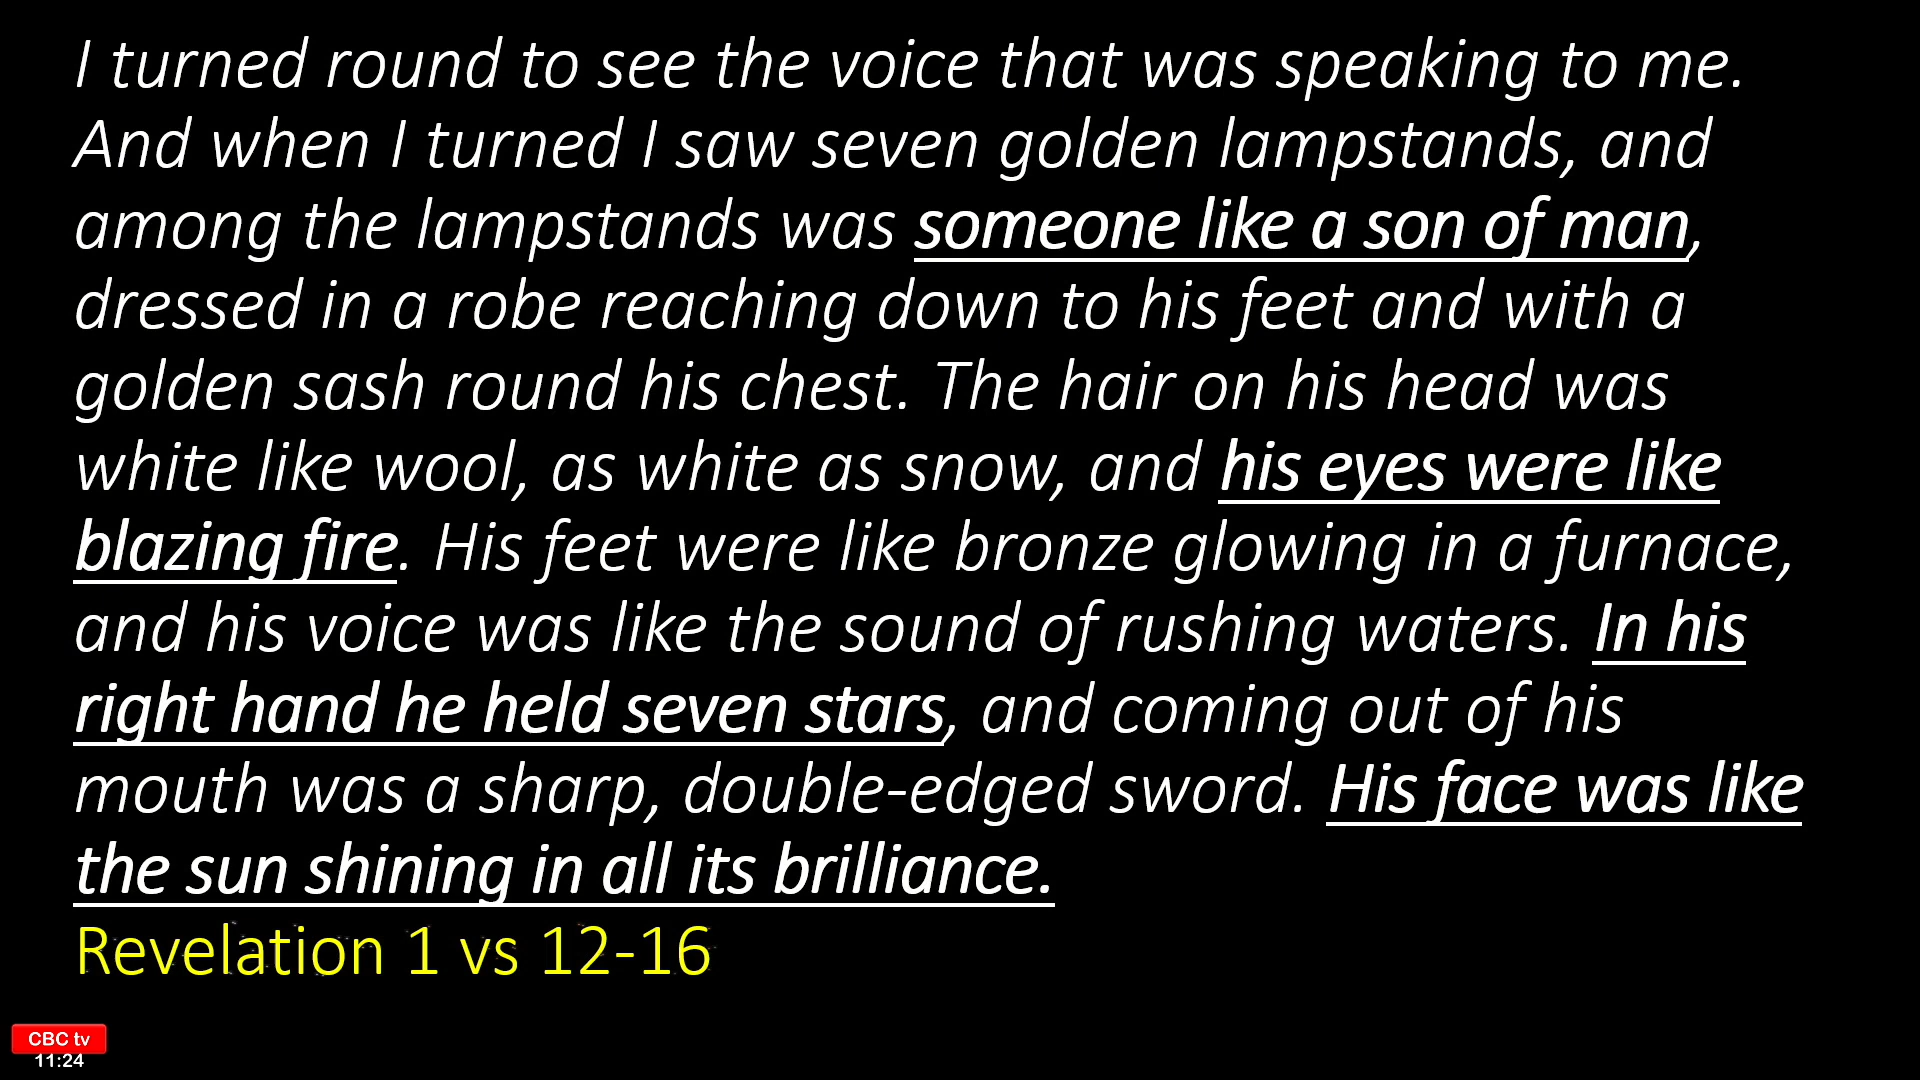 I turned round to see the voice that was speaking to me.
And when I turned I saw seven golden lampstands, and
among the lampstands was someone like a son of man,
dressed in a robe reaching down to his feet and with a
golden sash round his chest. The hair on his head was
white like wool, as white as snow, and his eyes were like
blazing fire. His feet were like bronze glowing in a furnace,
and his voice was like the sound of rushing waters. In his
right hand he held seven stars, and coming out of his
mouth was a sharp, double-edged sword. His face was like
the sun shining in all its brilliance.
Revelation 1 vs 12-16
CBC tv
11:24